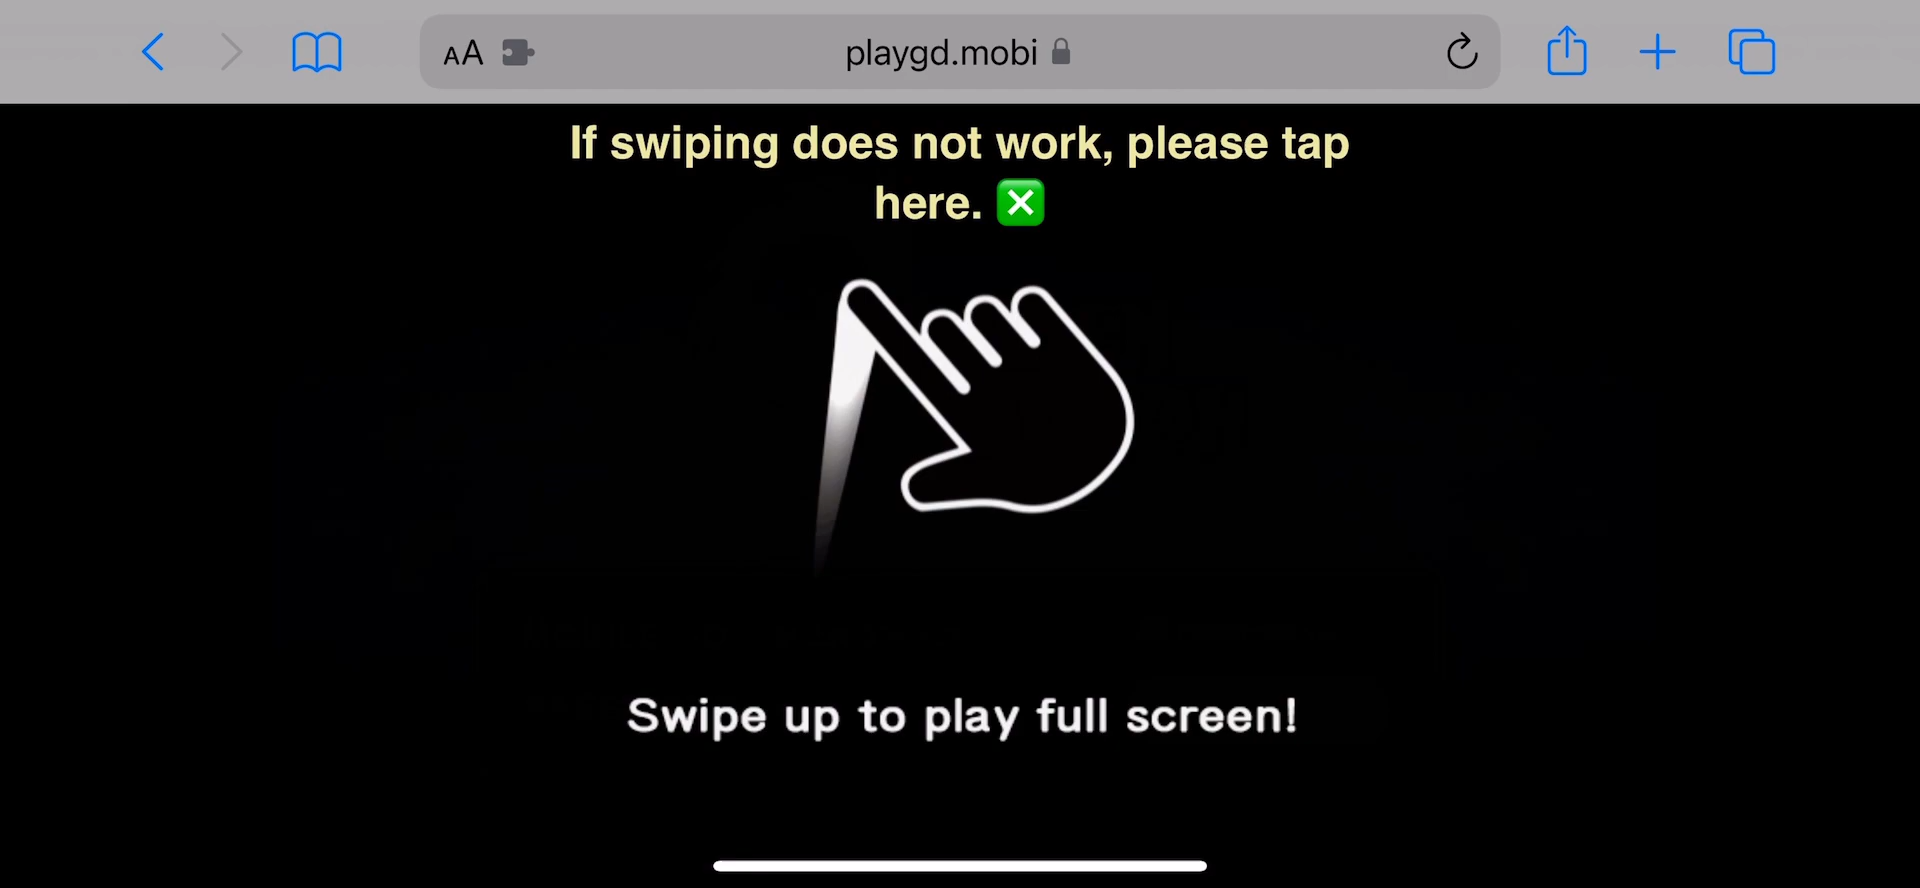 AA playgd.mobi
If swiping does not work, please tap
here.
Swipe up to play full screen!